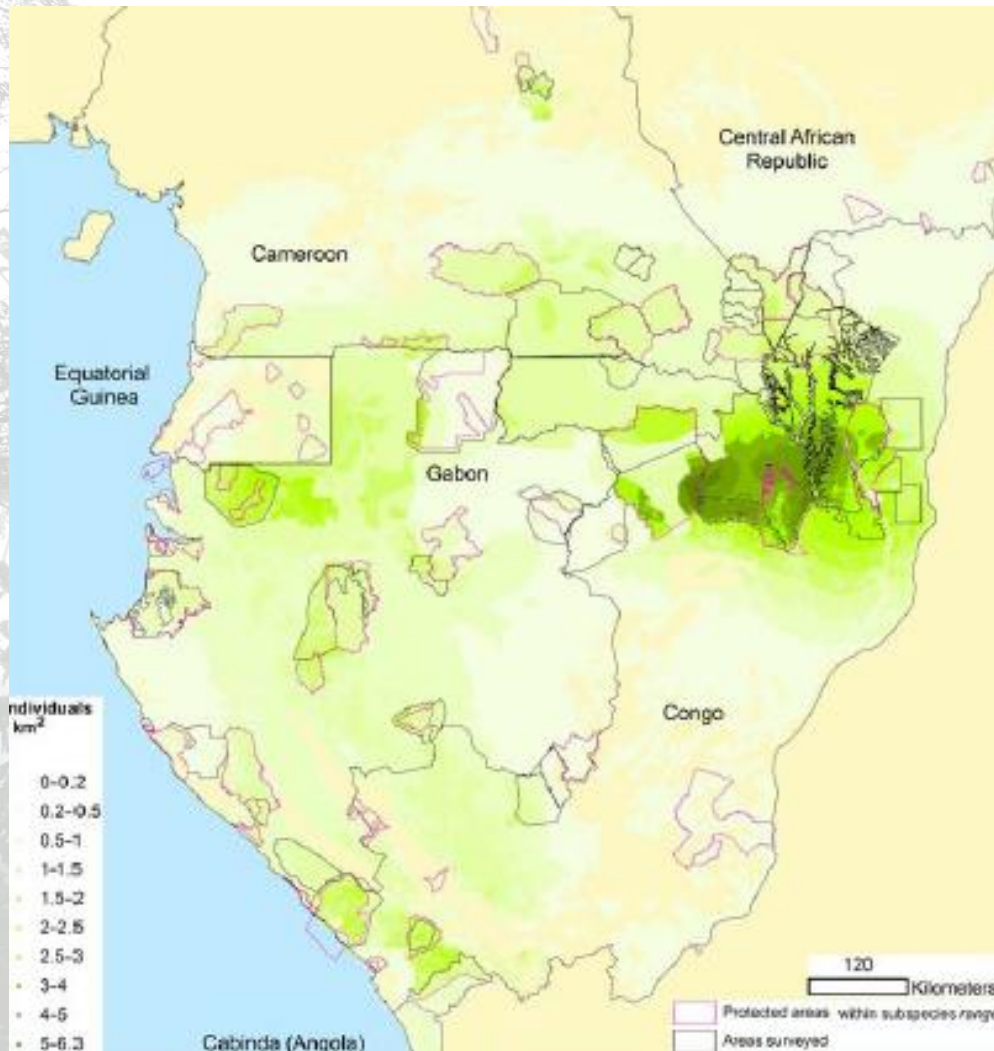 Central African
Republic
Cameroon
Equatorial
Guinea
Gabon
Congo
ndividuals
km²
0–0.2
0.2–0.5
0.5–1
1–1.5
1.5–2
2–2.5
2.5–3
3–4
4–5
5–6.3
120
Kilometers
Protected areas within subspecies range
Areas surveyed
Cabinda (Angola)